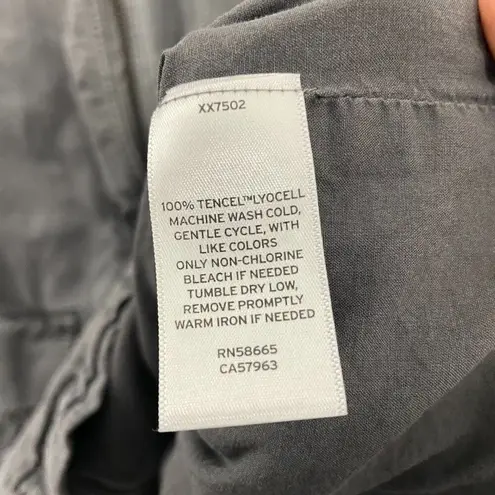 XX7502
100% TENCEL™LYOCELL
MACHINE WASH COLD,
GENTLE CYCLE, WITH
LIKE COLORS
ONLY NON-CHLORINE
BLEACH IF NEEDED
TUMBLE DRY LOW,
REMOVE PROMPTLY
WARM IRON IF NEEDED
RN58665
CA57963